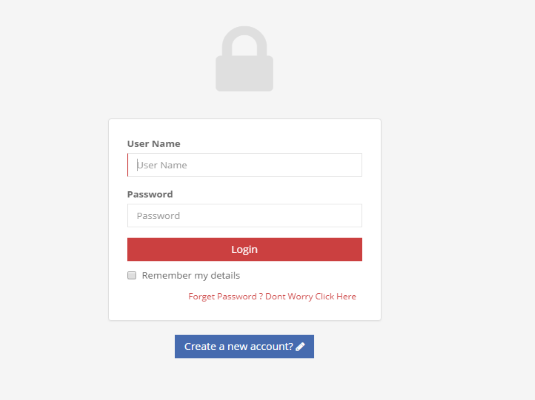 User Name
User Name
Password
Password
Login
Remember my details
Forget Password ? Dont Worry Click Here
Create a new account?